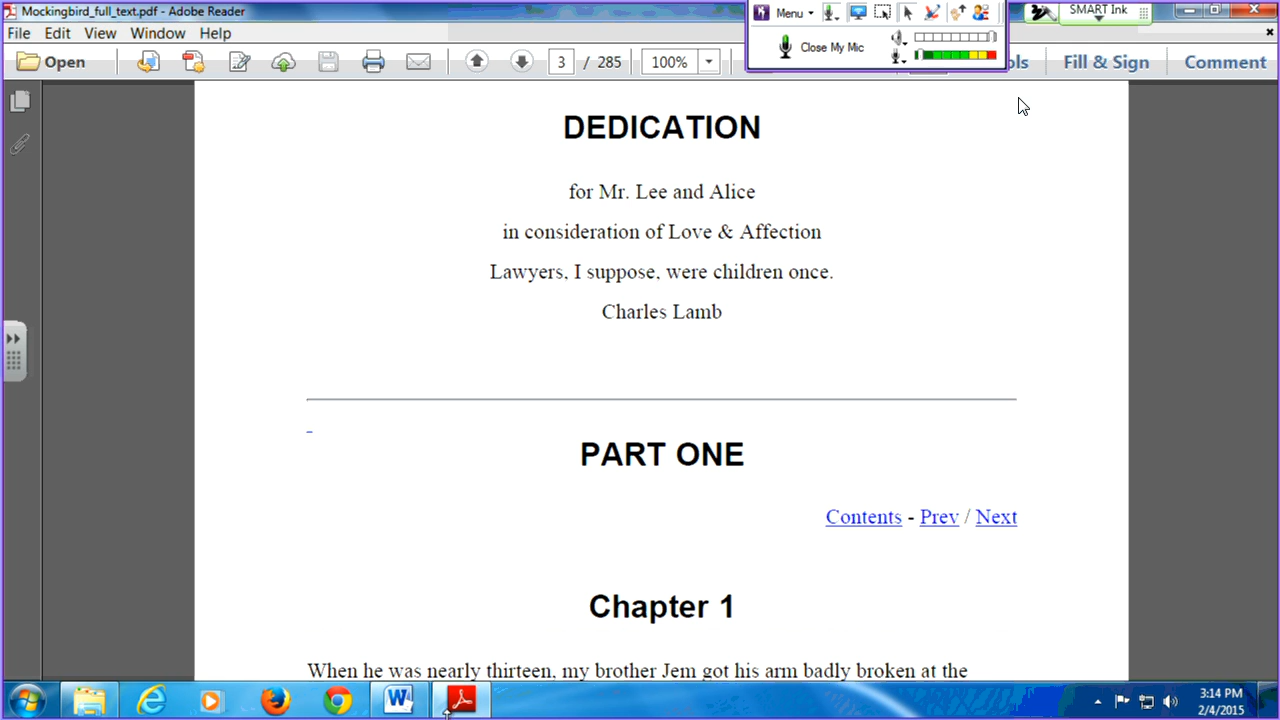 Mockingbird_full_text.pdf - Adobe Reader
Menu
SMART Ink
File Edit View Window Help
Close My Mic
Open
3 / 285
100%
ols
Fill & Sign
Comment
DEDICATION
for Mr. Lee and Alice
in consideration of Love & Affection
Lawyers, I suppose, were children once.
Charles Lamb
PART ONE
Contents - Prev / Next
Chapter 1
When he was nearly thirteen, my brother Jem got his arm badly broken at the
3:14 PM
2/4/2015